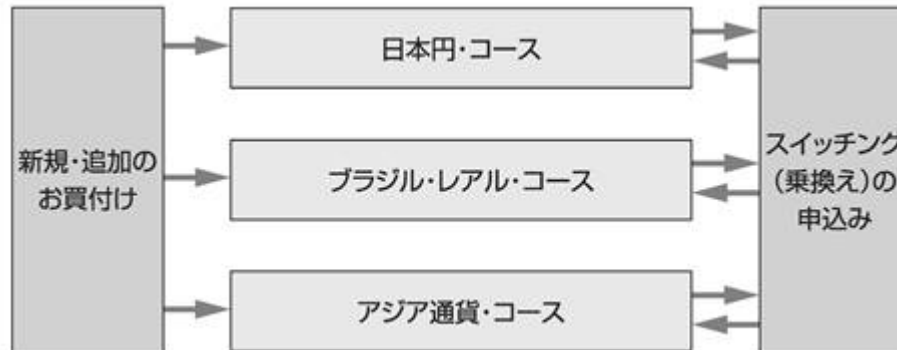 新規・追加の
お買付け
日本円・コース
ブラジル・レアル・コース
アジア通貨・コース
スイッチング
(乗換え)の
申込み